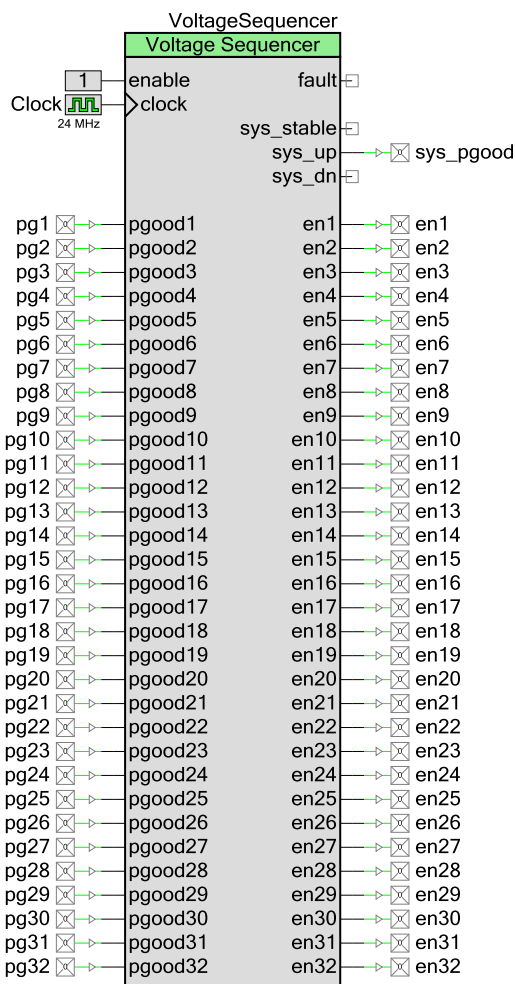 VoltageSequencer
Voltage Sequencer
1 enable fault
Clock clock
24 MHz
sys_stable
sys_up sys_pgood
sys_dn
pg1 pgood1 en1 en1
pg2 pgood2 en2 en2
pg3 pgood3 en3 en3
pg4 pgood4 en4 en4
pg5 pgood5 en5 en5
pg6 pgood6 en6 en6
pg7 pgood7 en7 en7
pg8 pgood8 en8 en8
pg9 pgood9 en9 en9
pg10 pgood10 en10 en10
pg11 pgood11 en11 en11
pg12 pgood12 en12 en12
pg13 pgood13 en13 en13
pg14 pgood14 en14 en14
pg15 pgood15 en15 en15
pg16 pgood16 en16 en16
pg17 pgood17 en17 en17
pg18 pgood18 en18 en18
pg19 pgood19 en19 en19
pg20 pgood20 en20 en20
pg21 pgood21 en21 en21
pg22 pgood22 en22 en22
pg23 pgood23 en23 en23
pg24 pgood24 en24 en24
pg25 pgood25 en25 en25
pg26 pgood26 en26 en26
pg27 pgood27 en27 en27
pg28 pgood28 en28 en28
pg29 pgood29 en29 en29
pg30 pgood30 en30 en30
pg31 pgood31 en31 en31
pg32 pgood32 en32 en32